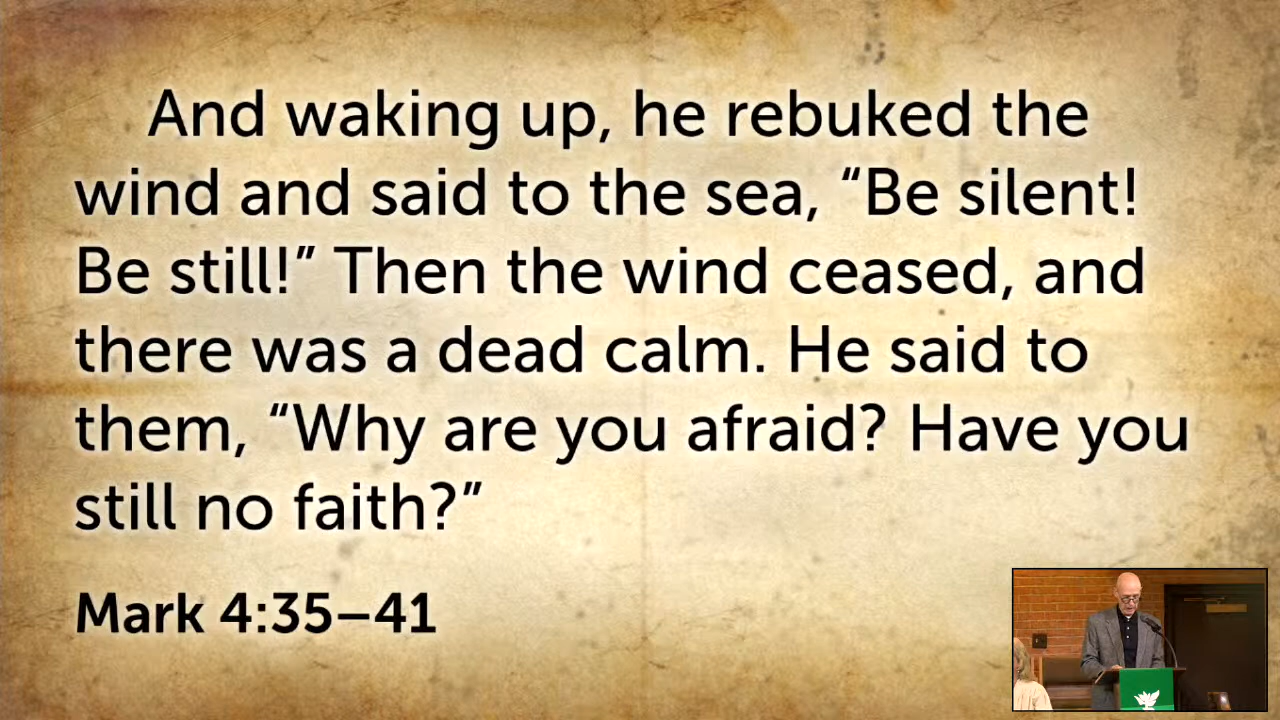 And waking up, he rebuked the
wind and said to the sea, “Be silent!
Be still!” Then the wind ceased, and
there was a dead calm. He said to
them, “Why are you afraid? Have you
still no faith?”
Mark 4:35–41